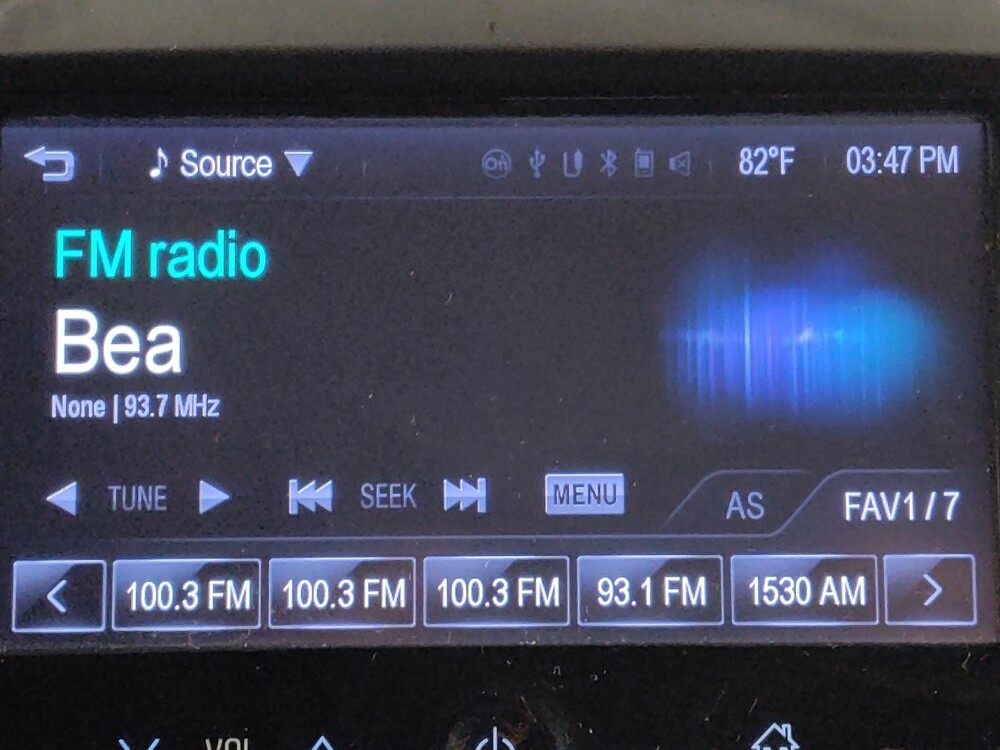 Source 82°F 03:47 PM
FM radio
Bea
None | 93.7 MHz
TUNE SEEK MENU AS FAV1 / 7
100.3 FM 100.3 FM 100.3 FM 93.1 FM 1530 AM
VOL